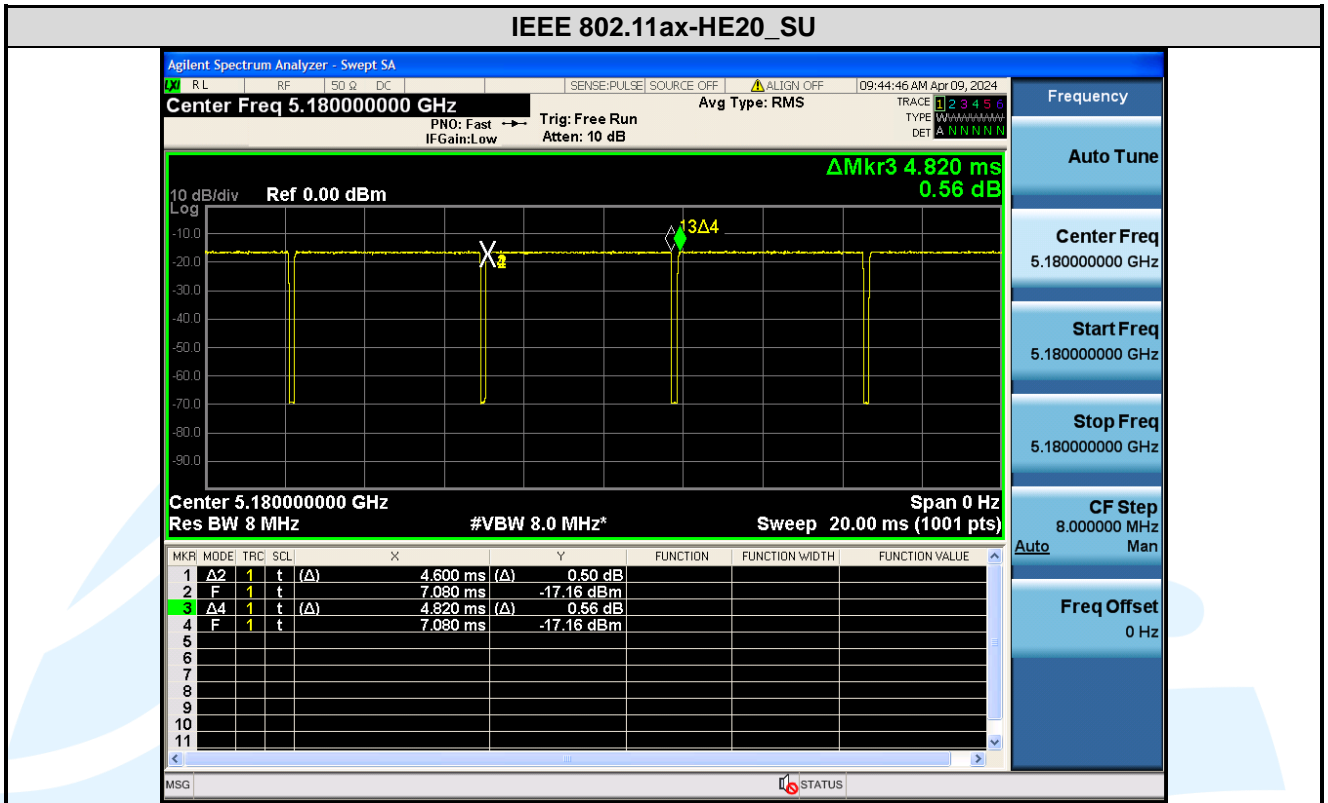 IEEE 802.11ax-HE20_SU
Agilent Spectrum Analyzer - Swept SA
LXI RL RF 50 Ω DC SENSE:PULSE SOURCE OFF ALIGN OFF 09:44:46 AM Apr 09, 2024
Center Freq 5.180000000 GHz Avg Type: RMS TRACE 1 2 3 4 5 6
PNO: Fast Trig: Free Run TYPE
IFGain:Low Atten: 10 dB DET A N N N N N
ΔMkr3 4.820 ms
0.56 dB
10 dB/div Ref 0.00 dBm
Log
13Δ4
-10.0
-20.0
-30.0
-40.0
-50.0
-60.0
-70.0
-80.0
-90.0
Center 5.180000000 GHz Span 0 Hz
Res BW 8 MHz #VBW 8.0 MHz* Sweep 20.00 ms (1001 pts)
MKR MODE TRC SCL X Y FUNCTION FUNCTION WIDTH FUNCTION VALUE
1 Δ2 1 t (Δ) 4.600 ms (Δ) 0.50 dB
2 F 1 t 7.080 ms -17.16 dBm
3 Δ4 1 t (Δ) 4.820 ms (Δ) 0.56 dB
4 F 1 t 7.080 ms -17.16 dBm
5
6
7
8
9
10
11
MSG STATUS
Frequency
Auto Tune
Center Freq
5.180000000 GHz
Start Freq
5.180000000 GHz
Stop Freq
5.180000000 GHz
CF Step
8.000000 MHz
Auto Man
Freq Offset
0 Hz